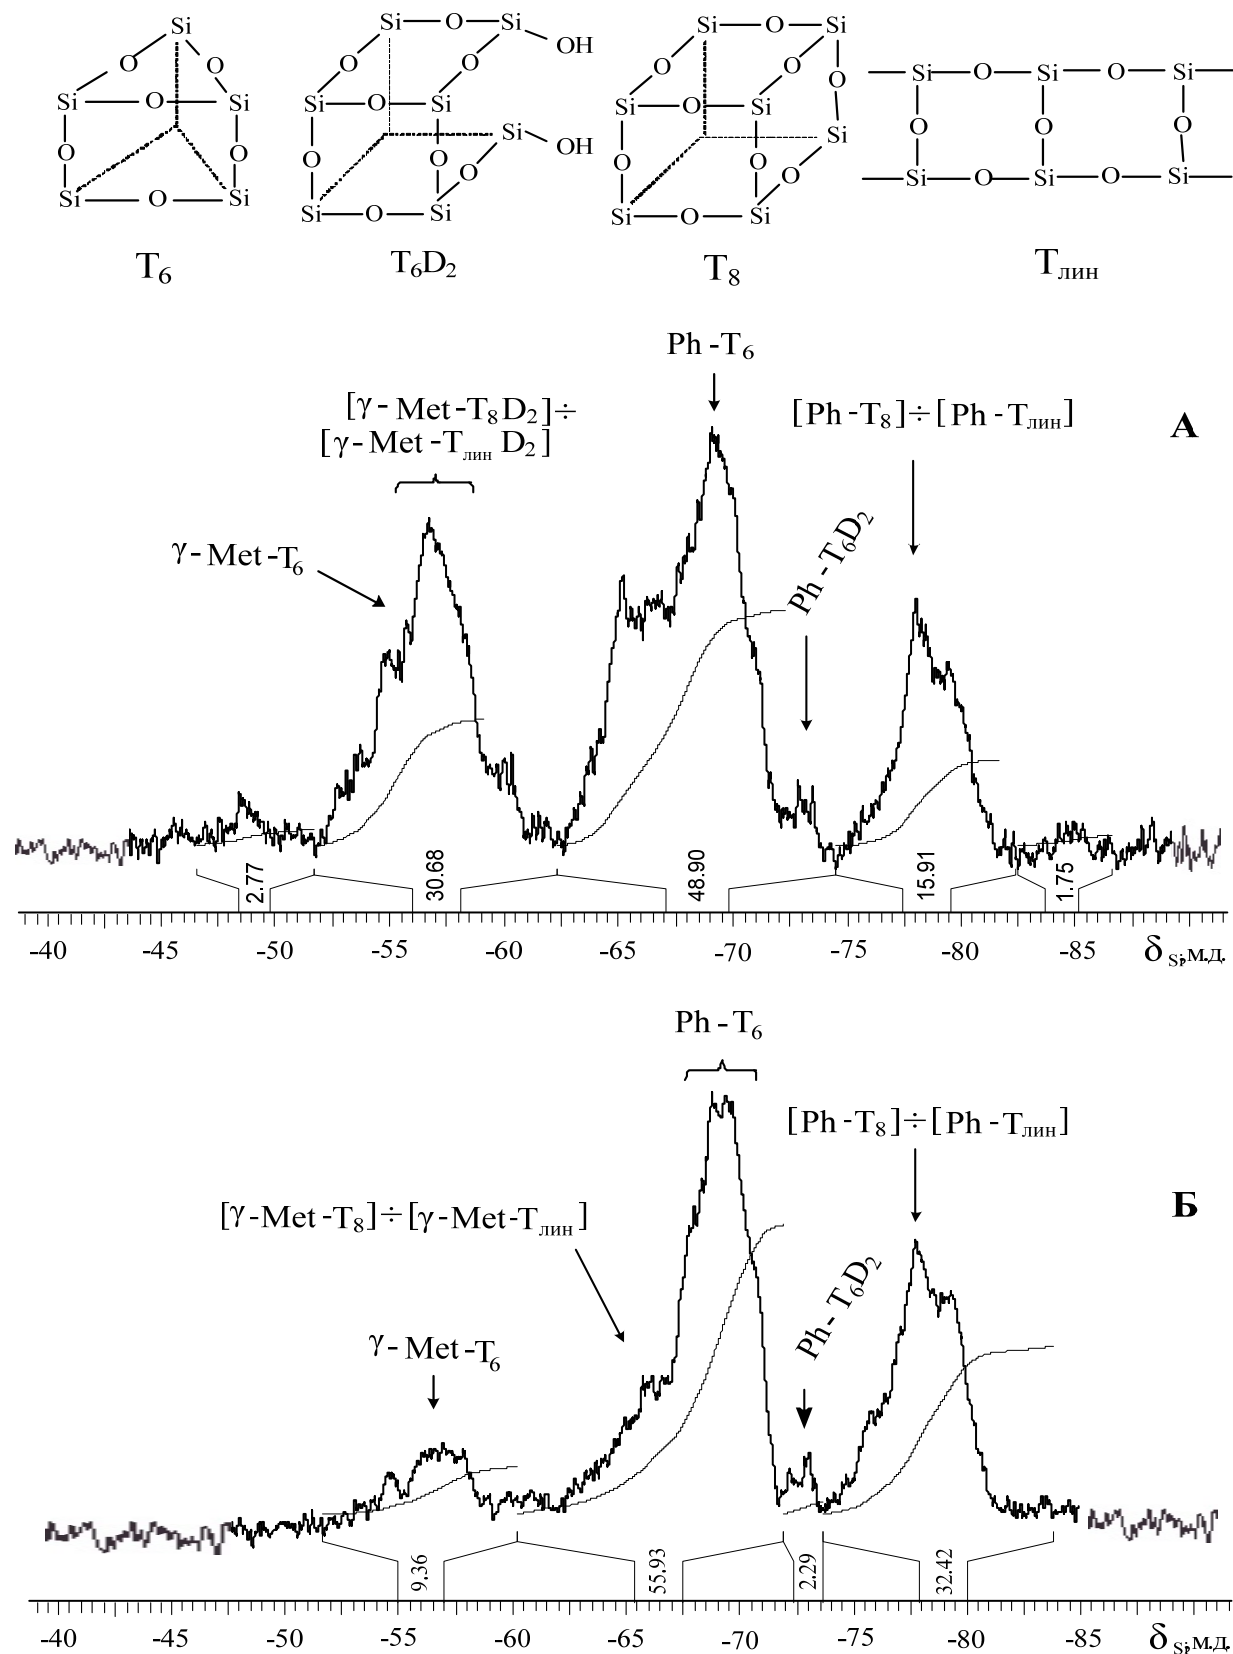 Si Si — O — Si Si — O — Si
O O O O OH O O O Si — O — Si — O — Si
Si — O — Si Si — O — Si Si — O — Si
Si OH Si O O O
O O O O O O O O
Si — O — Si Si — O — Si Si — O — Si Si — O — Si — O — Si
T6 T6D2 T8 Tлин
Ph - T6
[γ - Met - T8 D2] ÷
[γ - Met - Tлин D2]
[Ph - T8] ÷ [Ph - Tлин]
А
γ - Met - T6
Ph - T6D2
2.77 30.68 48.90 15.91 1.75
-40 -45 -50 -55 -60 -65 -70 -75 -80 -85 δ Si, м.д.
Ph - T6
[Ph - T8] ÷ [Ph - Tлин]
Б
[γ - Met - T8] ÷ [γ - Met - Tлин]
Ph - T6D2
γ - Met - T6
9.36 55.93 2.29 32.42
-40 -45 -50 -55 -60 -65 -70 -75 -80 -85 δ Si, м.д.